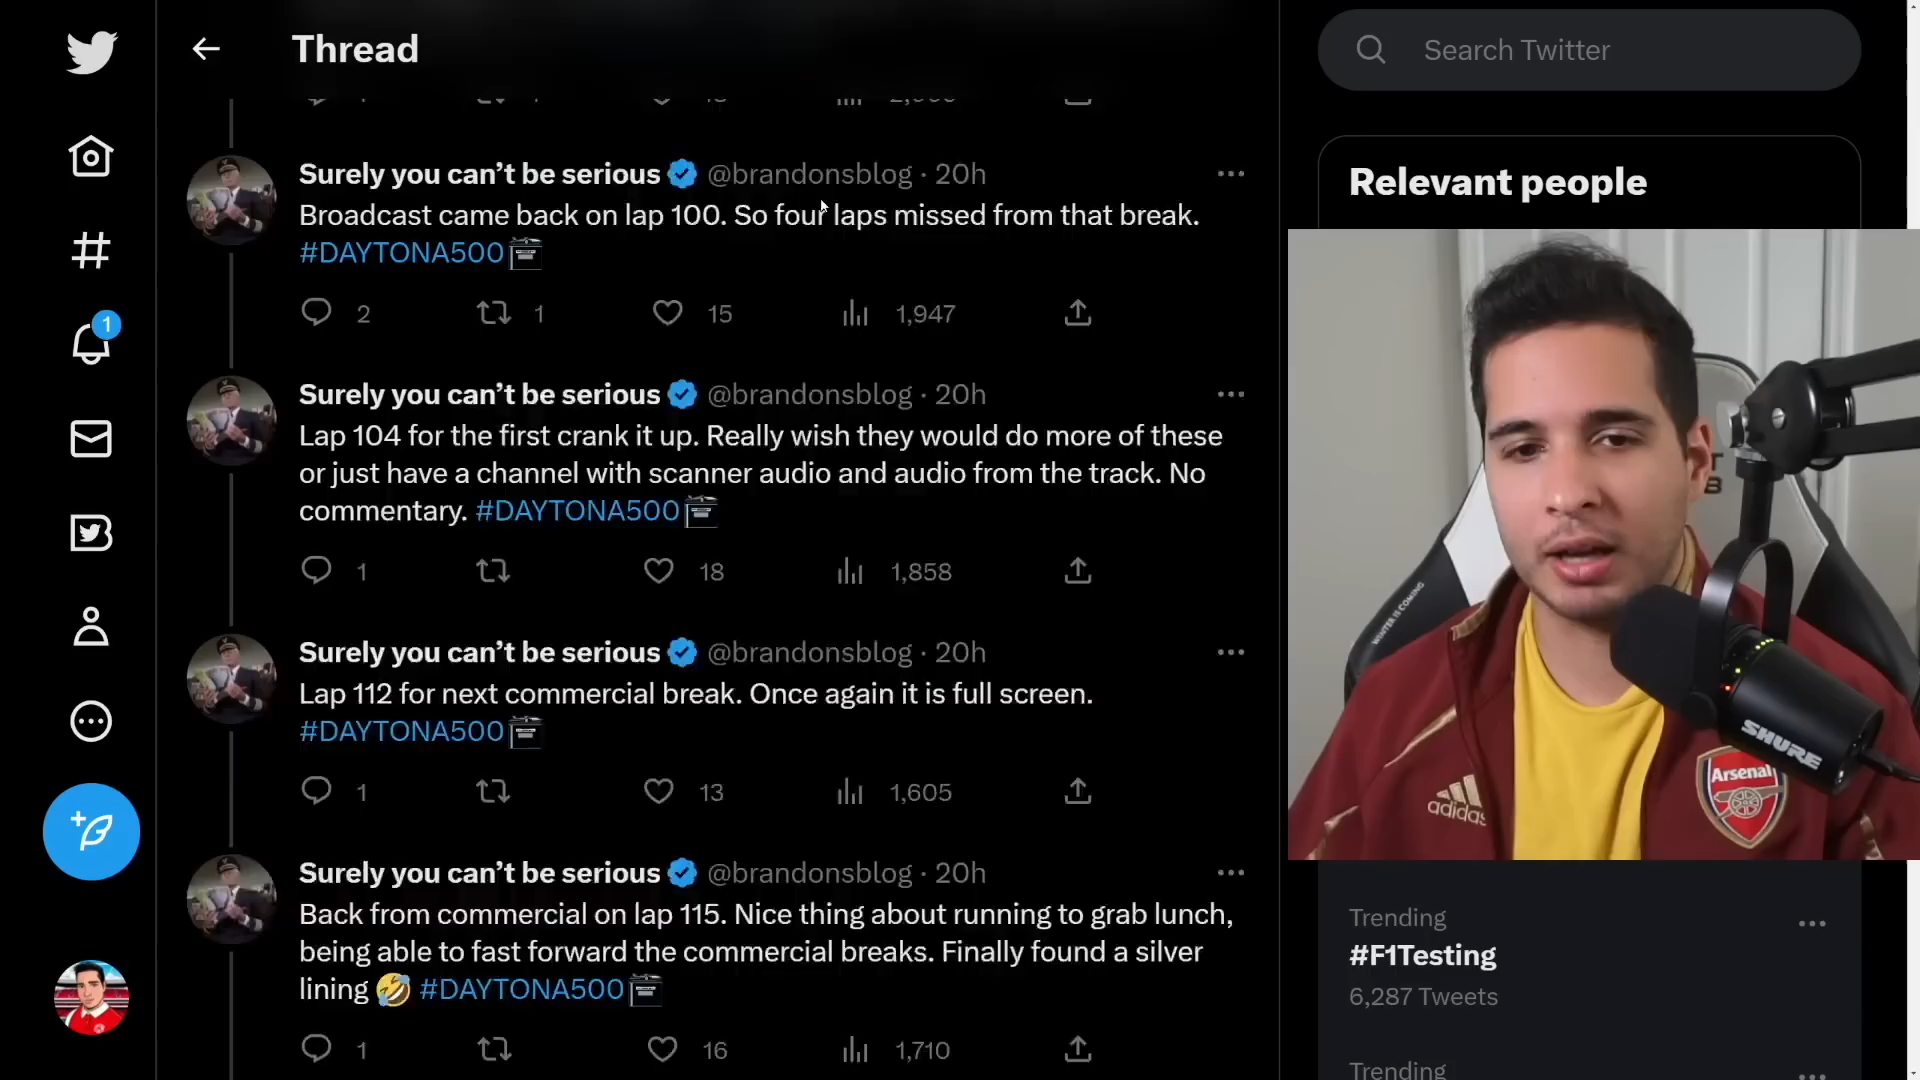 Thread
Search Twitter
Relevant people
Surely you can't be serious @brandonsblog · 20h
Broadcast came back on lap 100. So four laps missed from that break.
#DAYTONA500
2 1 15 1,947
Surely you can't be serious @brandonsblog · 20h
Lap 104 for the first crank it up. Really wish they would do more of these
or just have a channel with scanner audio and audio from the track. No
commentary. #DAYTONA500
1 18 1,858
Surely you can't be serious @brandonsblog · 20h
Lap 112 for next commercial break. Once again it is full screen.
#DAYTONA500
1 13 1,605
Surely you can't be serious @brandonsblog · 20h
Back from commercial on lap 115. Nice thing about running to grab lunch,
being able to fast forward the commercial breaks. Finally found a silver
lining 🤣 #DAYTONA500
1 16 1,710
1
WINTER IS COMING
SHURE
adidas
Arsenal
Trending
#F1Testing
6,287 Tweets
Trending